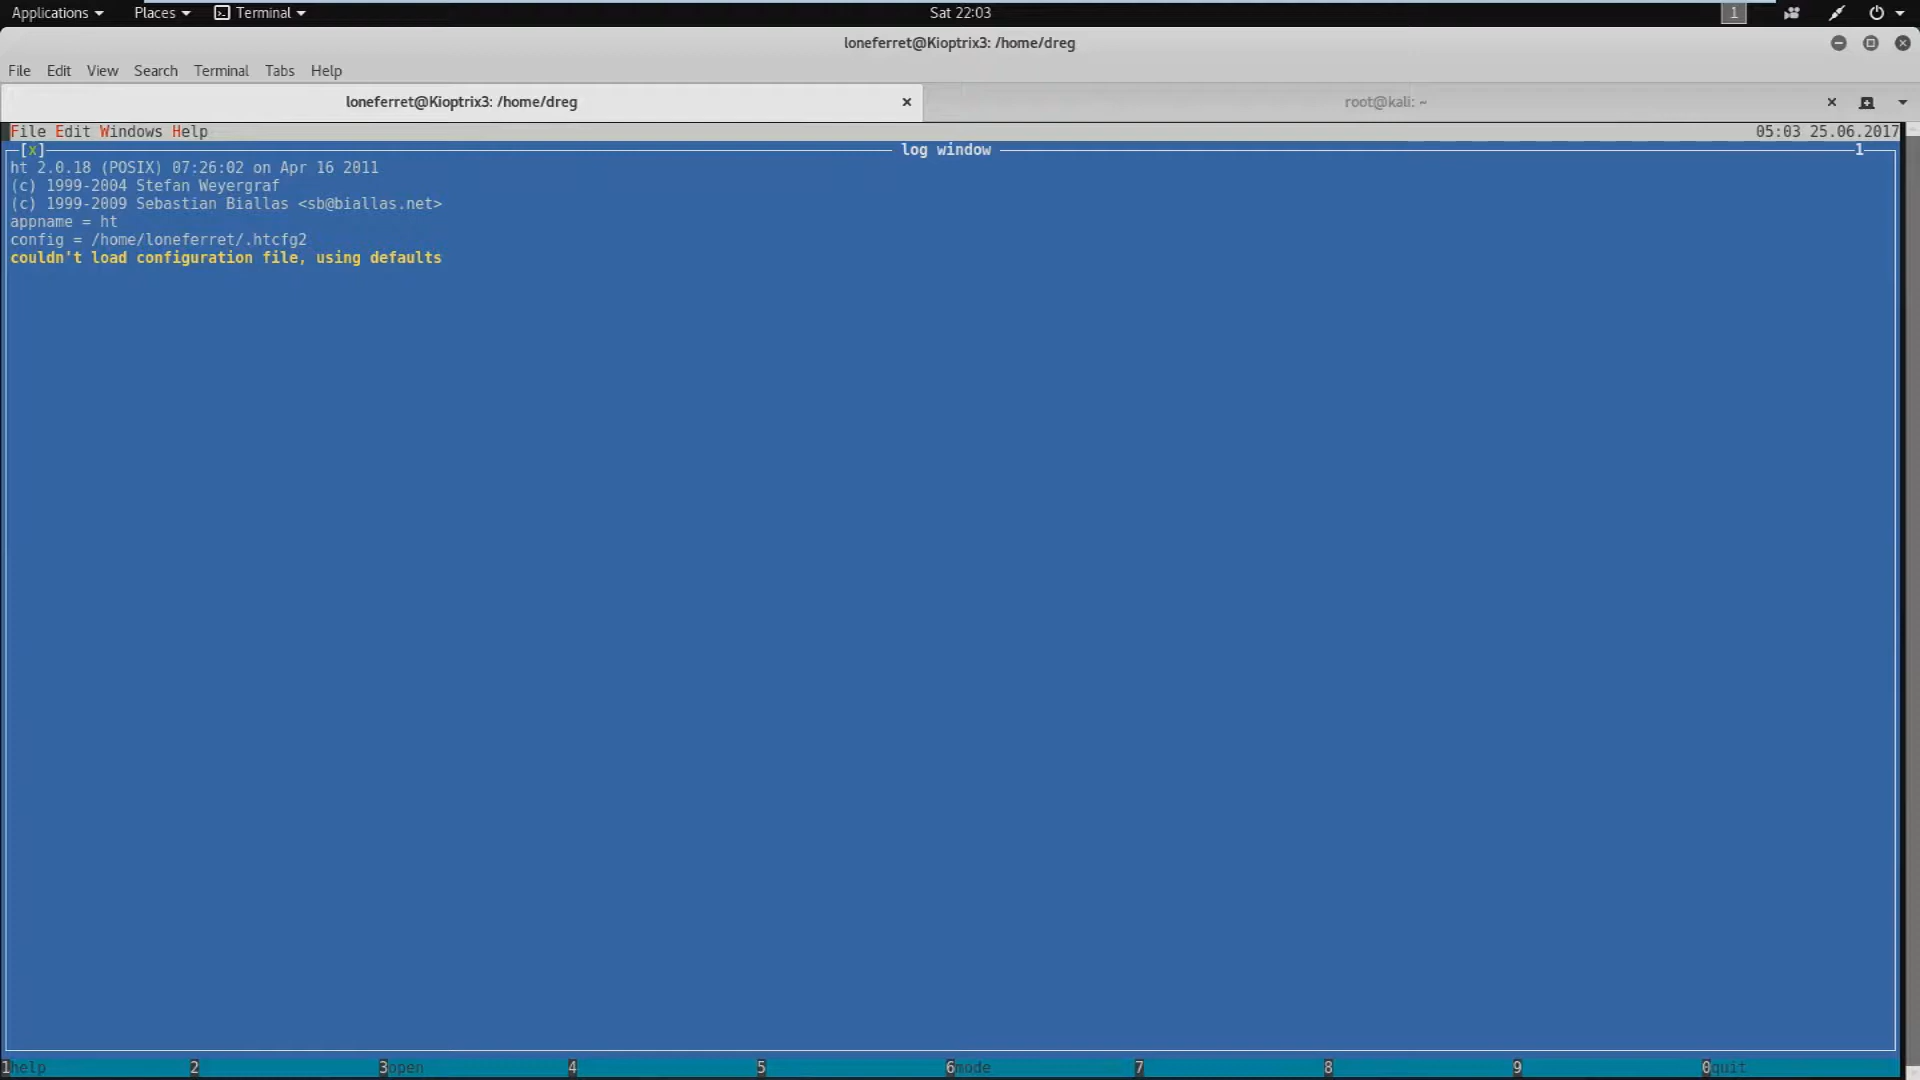 Applications Places Terminal Sat 22:03 1
loneferret@Kioptrix3: /home/dreg
File Edit View Search Terminal Tabs Help
loneferret@Kioptrix3: /home/dreg × root@kali: ~ ×
File Edit Windows Help 05:03 25.06.2017
[x] log window 1
ht 2.0.18 (POSIX) 07:26:02 on Apr 16 2011
(c) 1999-2004 Stefan Weyergraf
(c) 1999-2009 Sebastian Biallas <sb@biallas.net>
appname = ht
config = /home/loneferret/.htcfg2
couldn't load configuration file, using defaults
1help 2 3open 4 5 6mode 7 8 9 0quit